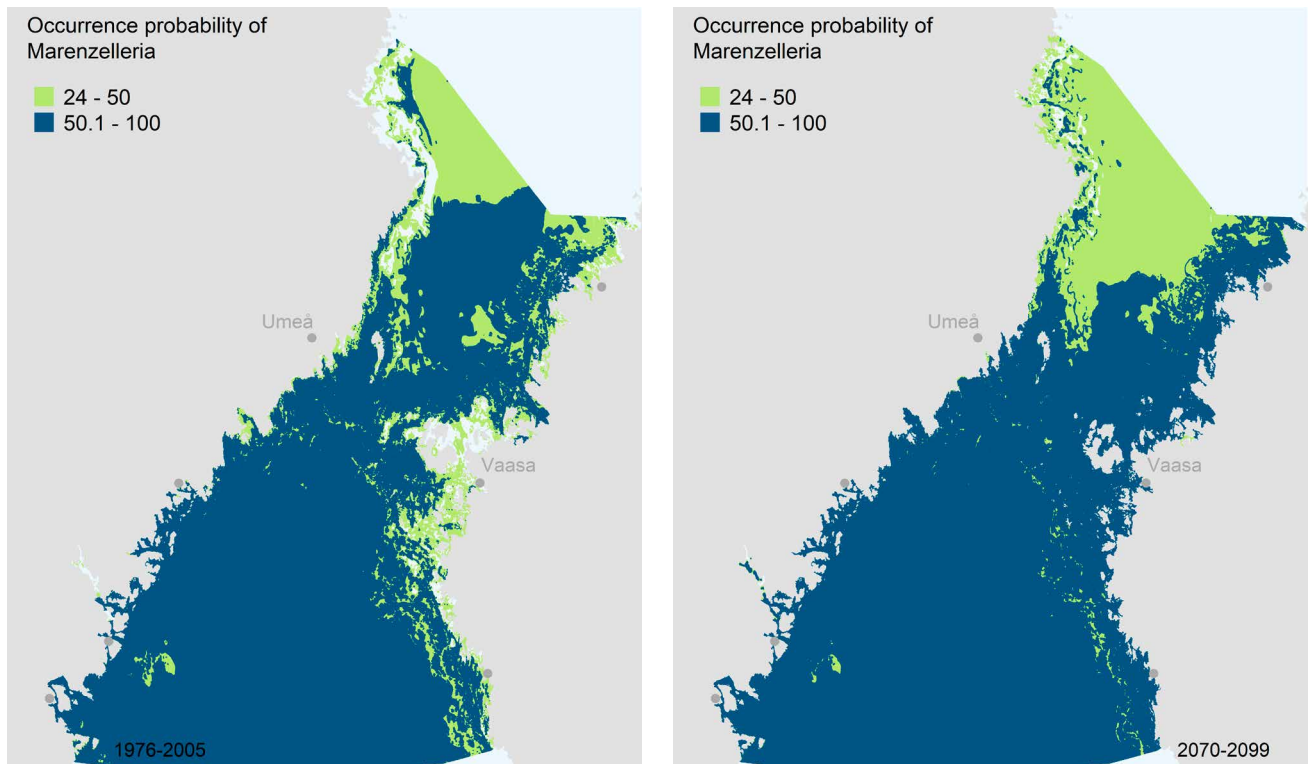 Occurrence probability of
Marenzelleria
24 - 50
50.1 - 100
Umeå
Vaasa
1976-2005
Occurrence probability of
Marenzelleria
24 - 50
50.1 - 100
Umeå
Vaasa
2070-2099